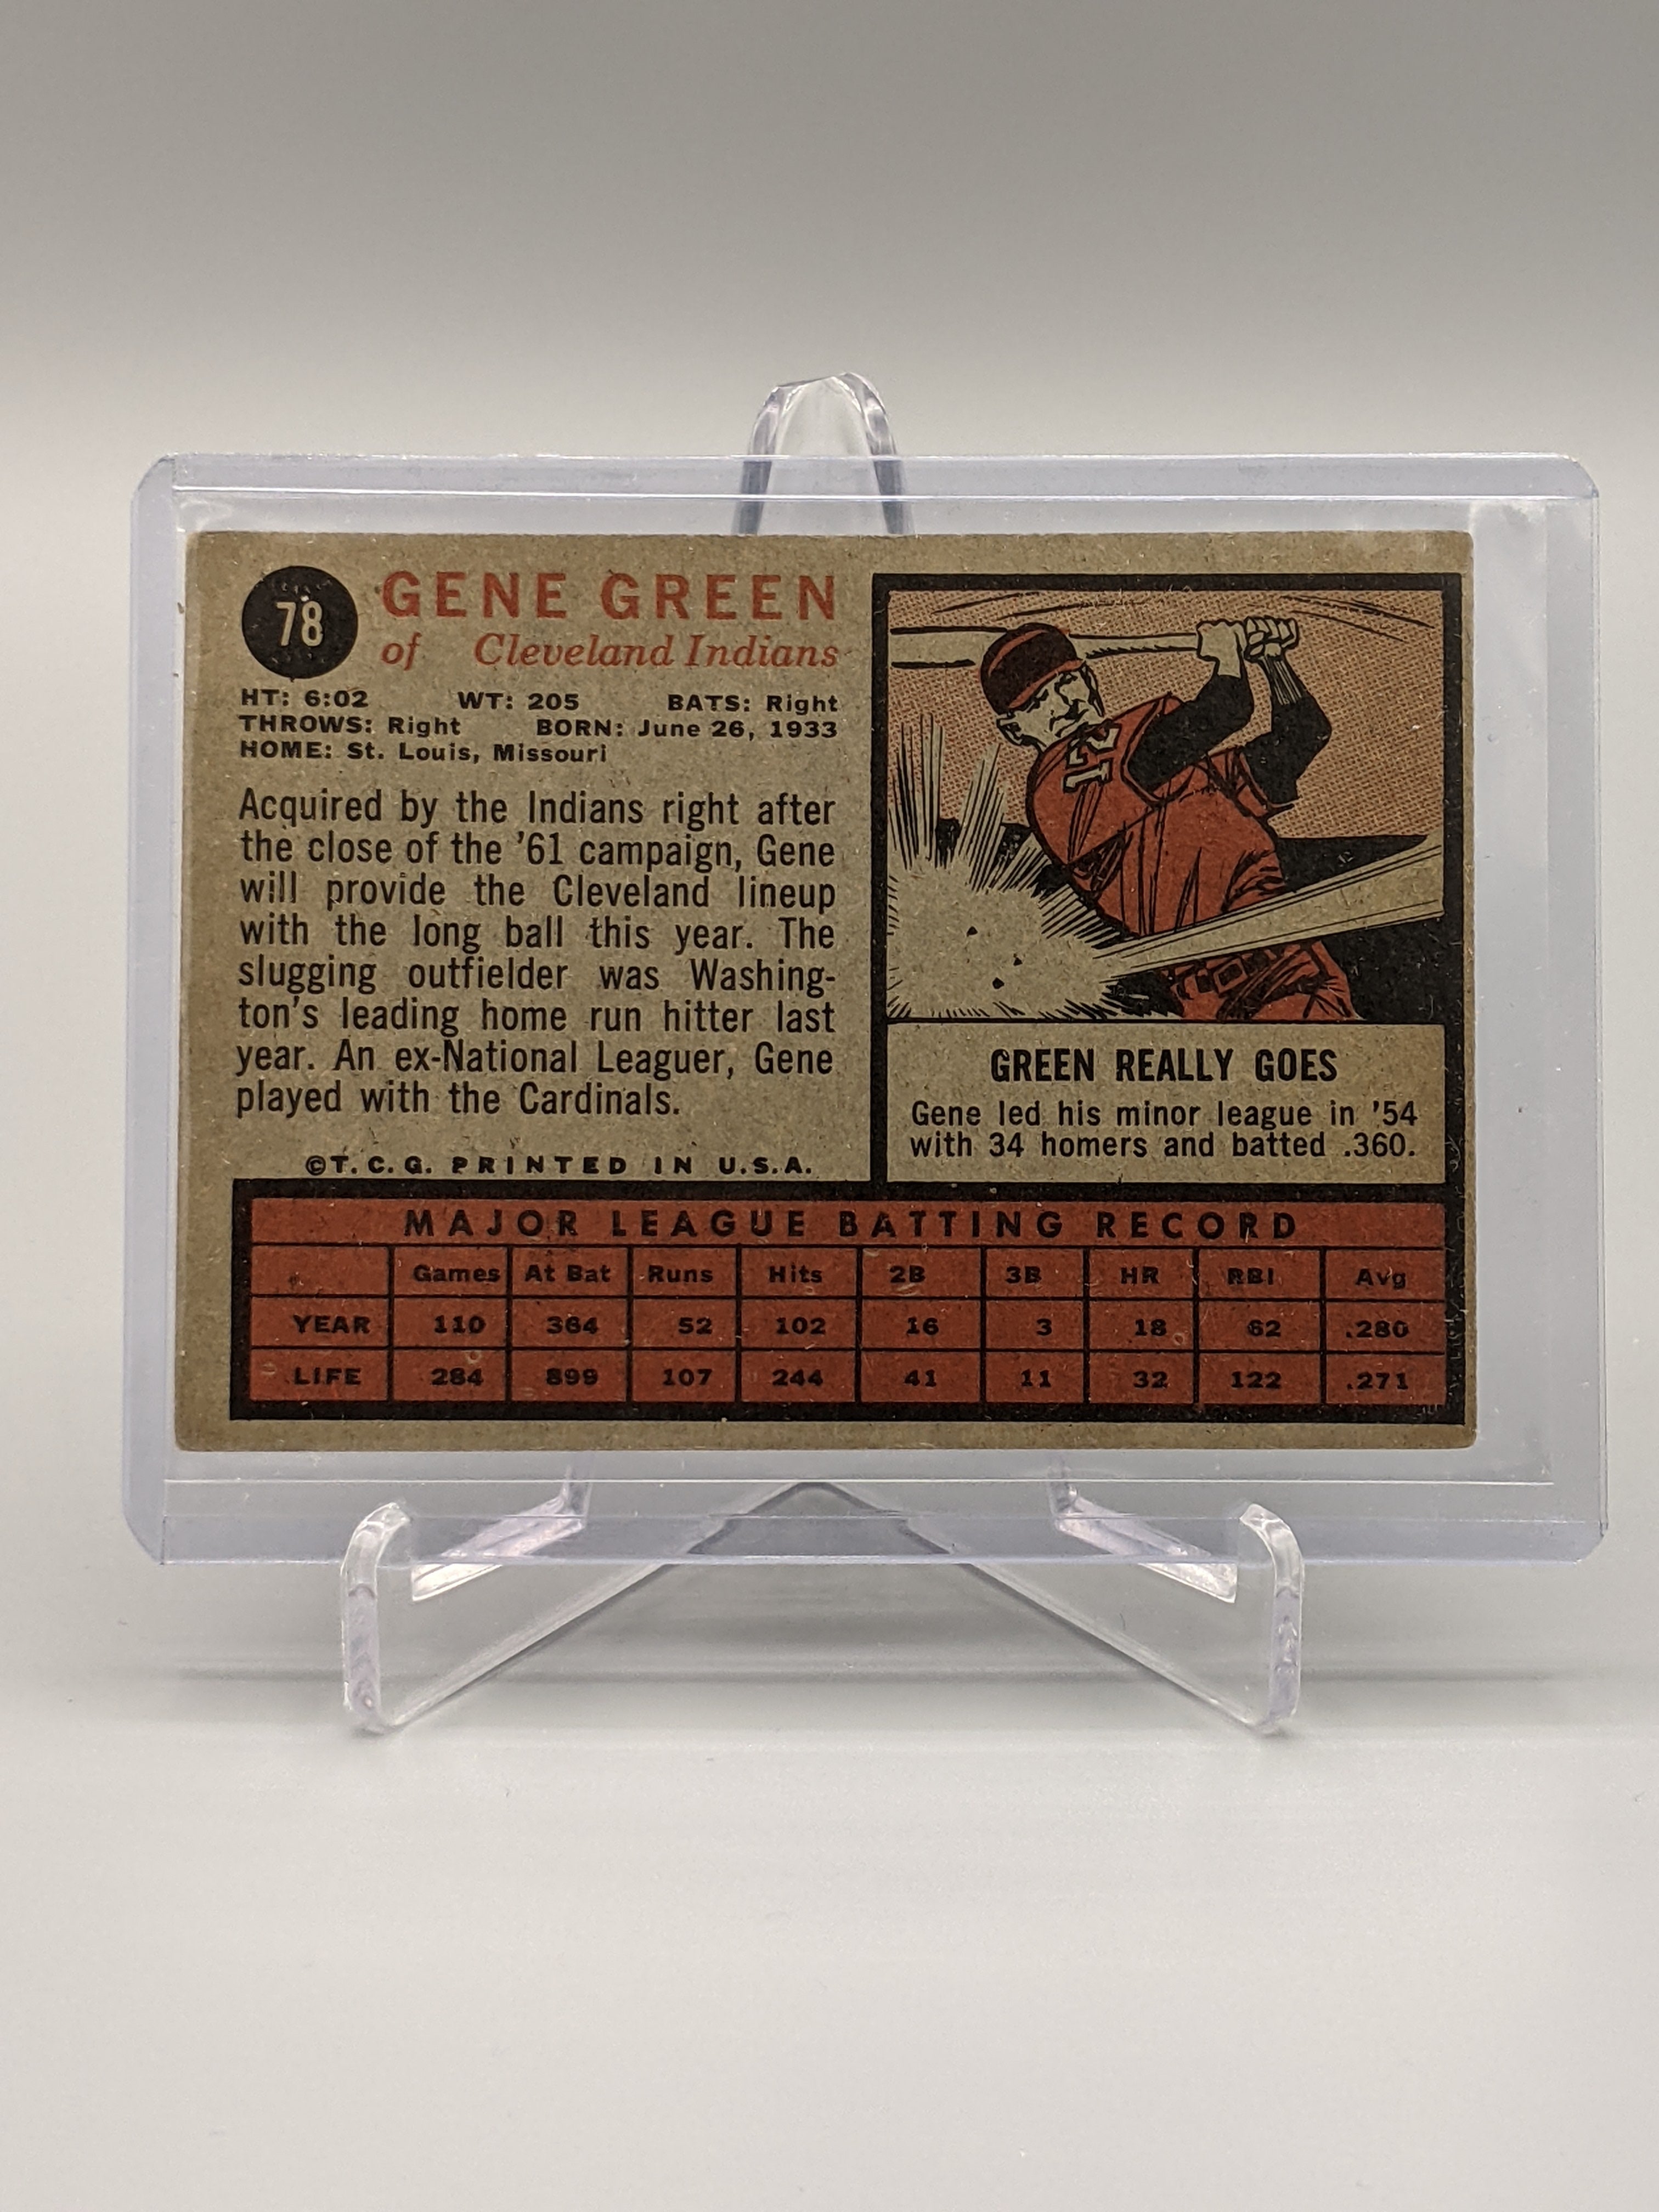 78
GENE GREEN
of Cleveland Indians
HT: 6:02 WT: 205 BATS: Right
THROWS: Right BORN: June 26, 1933
HOME: St. Louis, Missouri
Acquired by the Indians right after
the close of the '61 campaign, Gene
will provide the Cleveland lineup
with the long ball this year. The
slugging outfielder was Washing-
ton's leading home run hitter last
year. An ex-National Leaguer, Gene
played with the Cardinals.
©T.C.G. PRINTED IN U.S.A.
12
GREEN REALLY GOES
Gene led his minor league in '54
with 34 homers and batted .360.
MAJOR LEAGUE BATTING RECORD
Games At Bat Runs Hits 2B 3B HR RBI Avg
YEAR 110 364 52 102 16 3 18 62 .280
LIFE 284 899 107 244 41 11 32 122 .271